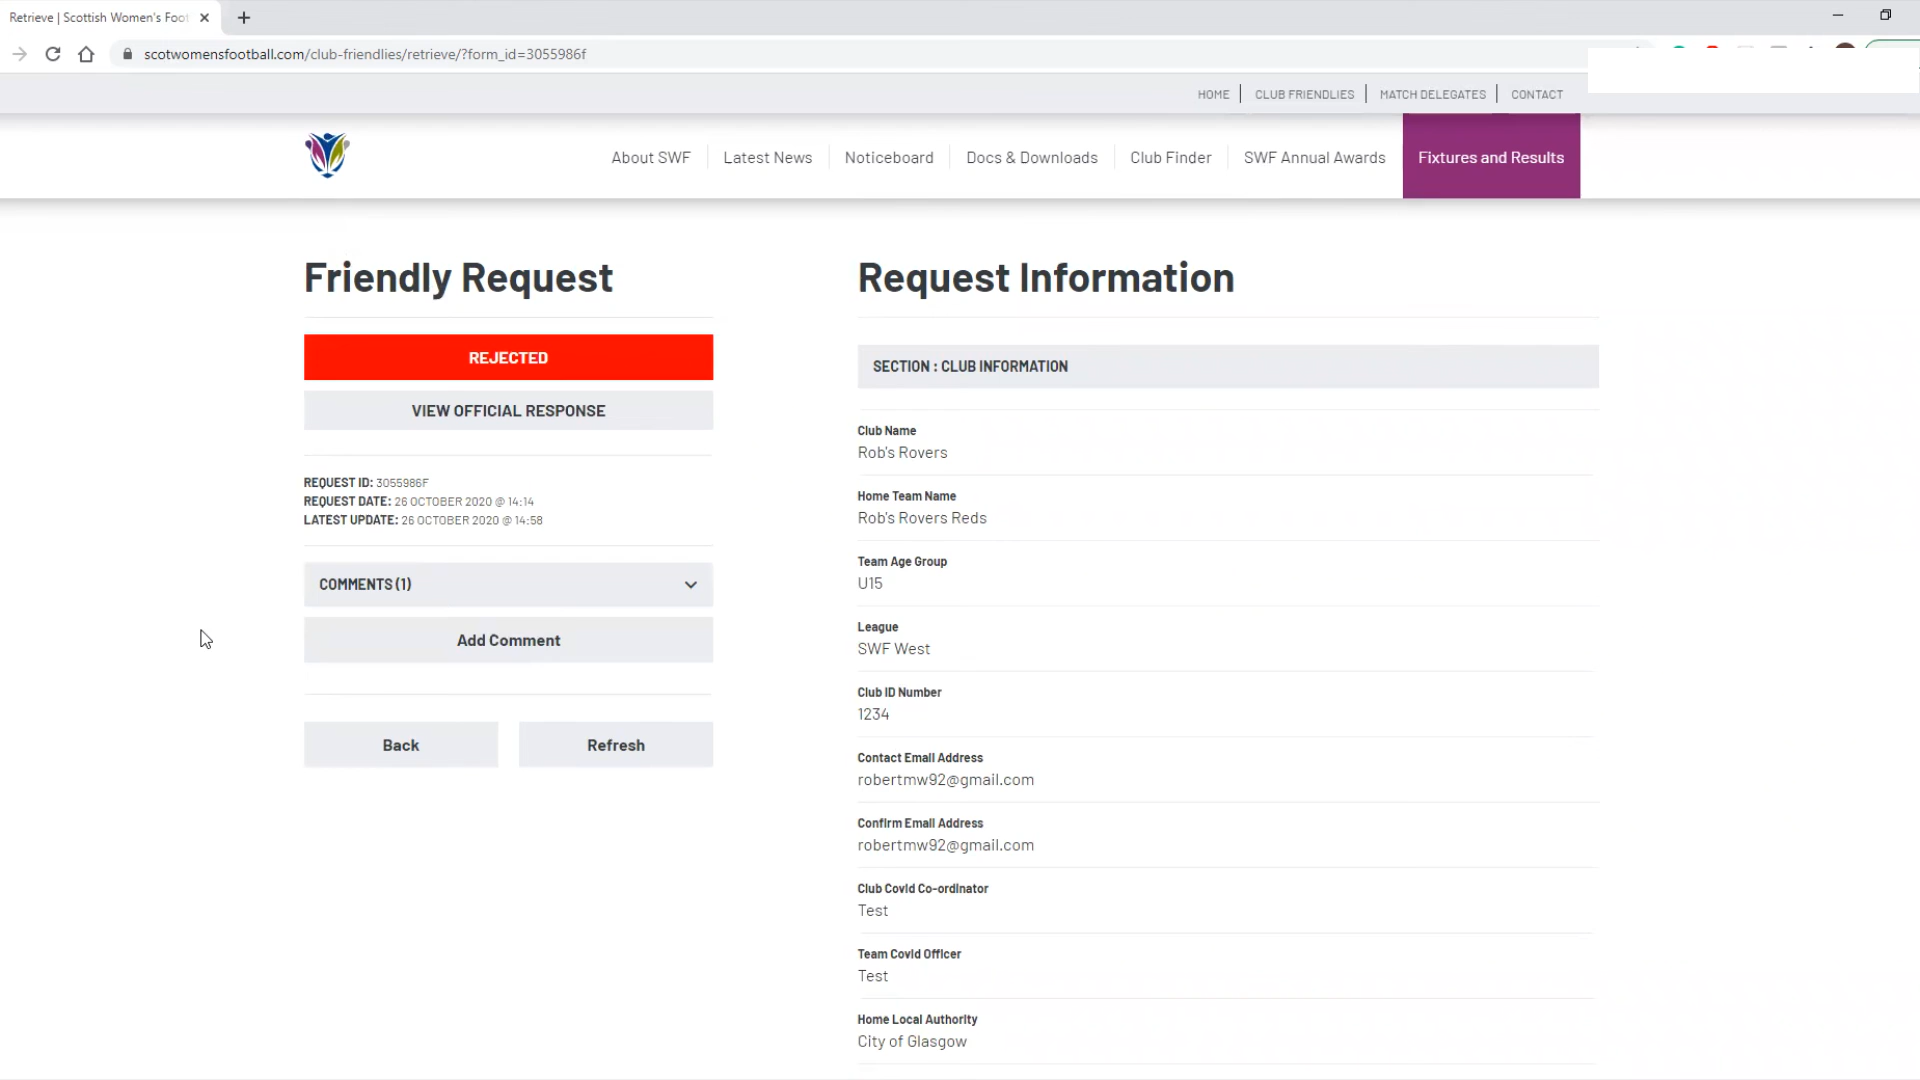 Retrieve | Scottish Women's Foot
scotwomensfootball.com/club-friendlies/retrieve/?form_id=3055986f
HOME
CLUB FRIENDLIES
MATCH DELEGATES
CONTACT
About SWF
Latest News
Noticeboard
Docs & Downloads
Club Finder
SWF Annual Awards
Fixtures and Results
Friendly Request
REJECTED
VIEW OFFICIAL RESPONSE
REQUEST ID: 3055986F
REQUEST DATE: 26 OCTOBER 2020 @ 14:14
LATEST UPDATE: 26 OCTOBER 2020 @ 14:58
COMMENTS (1)
Add Comment
Back
Refresh
Request Information
SECTION : CLUB INFORMATION
Club Name
Rob's Rovers
Home Team Name
Rob's Rovers Reds
Team Age Group
U15
League
SWF West
Club ID Number
1234
Contact Email Address
robertmw92@gmail.com
Confirm Email Address
robertmw92@gmail.com
Club Covid Co-ordinator
Test
Team Covid Officer
Test
Home Local Authority
City of Glasgow